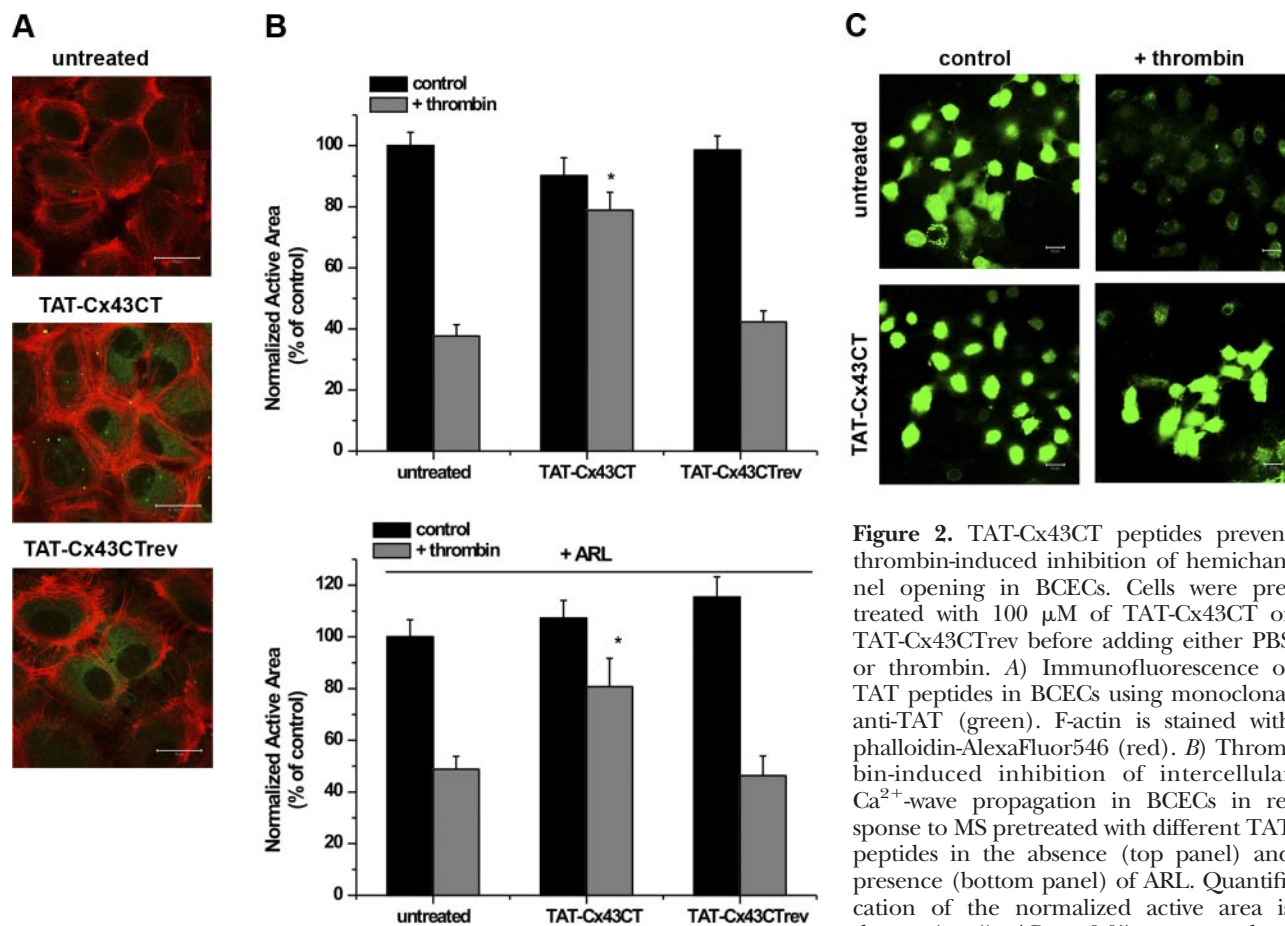 A
untreated
TAT-Cx43CT
TAT-Cx43CTrev
B
control
+ thrombin
Normalized Active Area
(% of control)
100
80
60
40
20
0
*
untreated
TAT-Cx43CT
TAT-Cx43CTrev
control
+ thrombin
+ ARL
Normalized Active Area
(% of control)
120
100
80
60
40
20
0
*
untreated
TAT-Cx43CT
TAT-Cx43CTrev
C
control
+ thrombin
untreated
TAT-Cx43CT
Figure 2. TAT-Cx43CT peptides preven
thrombin-induced inhibition of hemichan
nel opening in BCECs. Cells were pre
treated with 100 μM of TAT-Cx43CT o
TAT-Cx43CTrev before adding either PBS
or thrombin. A) Immunofluorescence o
TAT peptides in BCECs using monoclona
anti-TAT (green). F-actin is stained with
phalloidin-AlexaFluor546 (red). B) Throm
bin-induced inhibition of intercellular
Ca²⁺-wave propagation in BCECs in re
sponse to MS pretreated with different TAT
peptides in the absence (top panel) and
presence (bottom panel) of ARL. Quantifi
cation of the normalized active area is